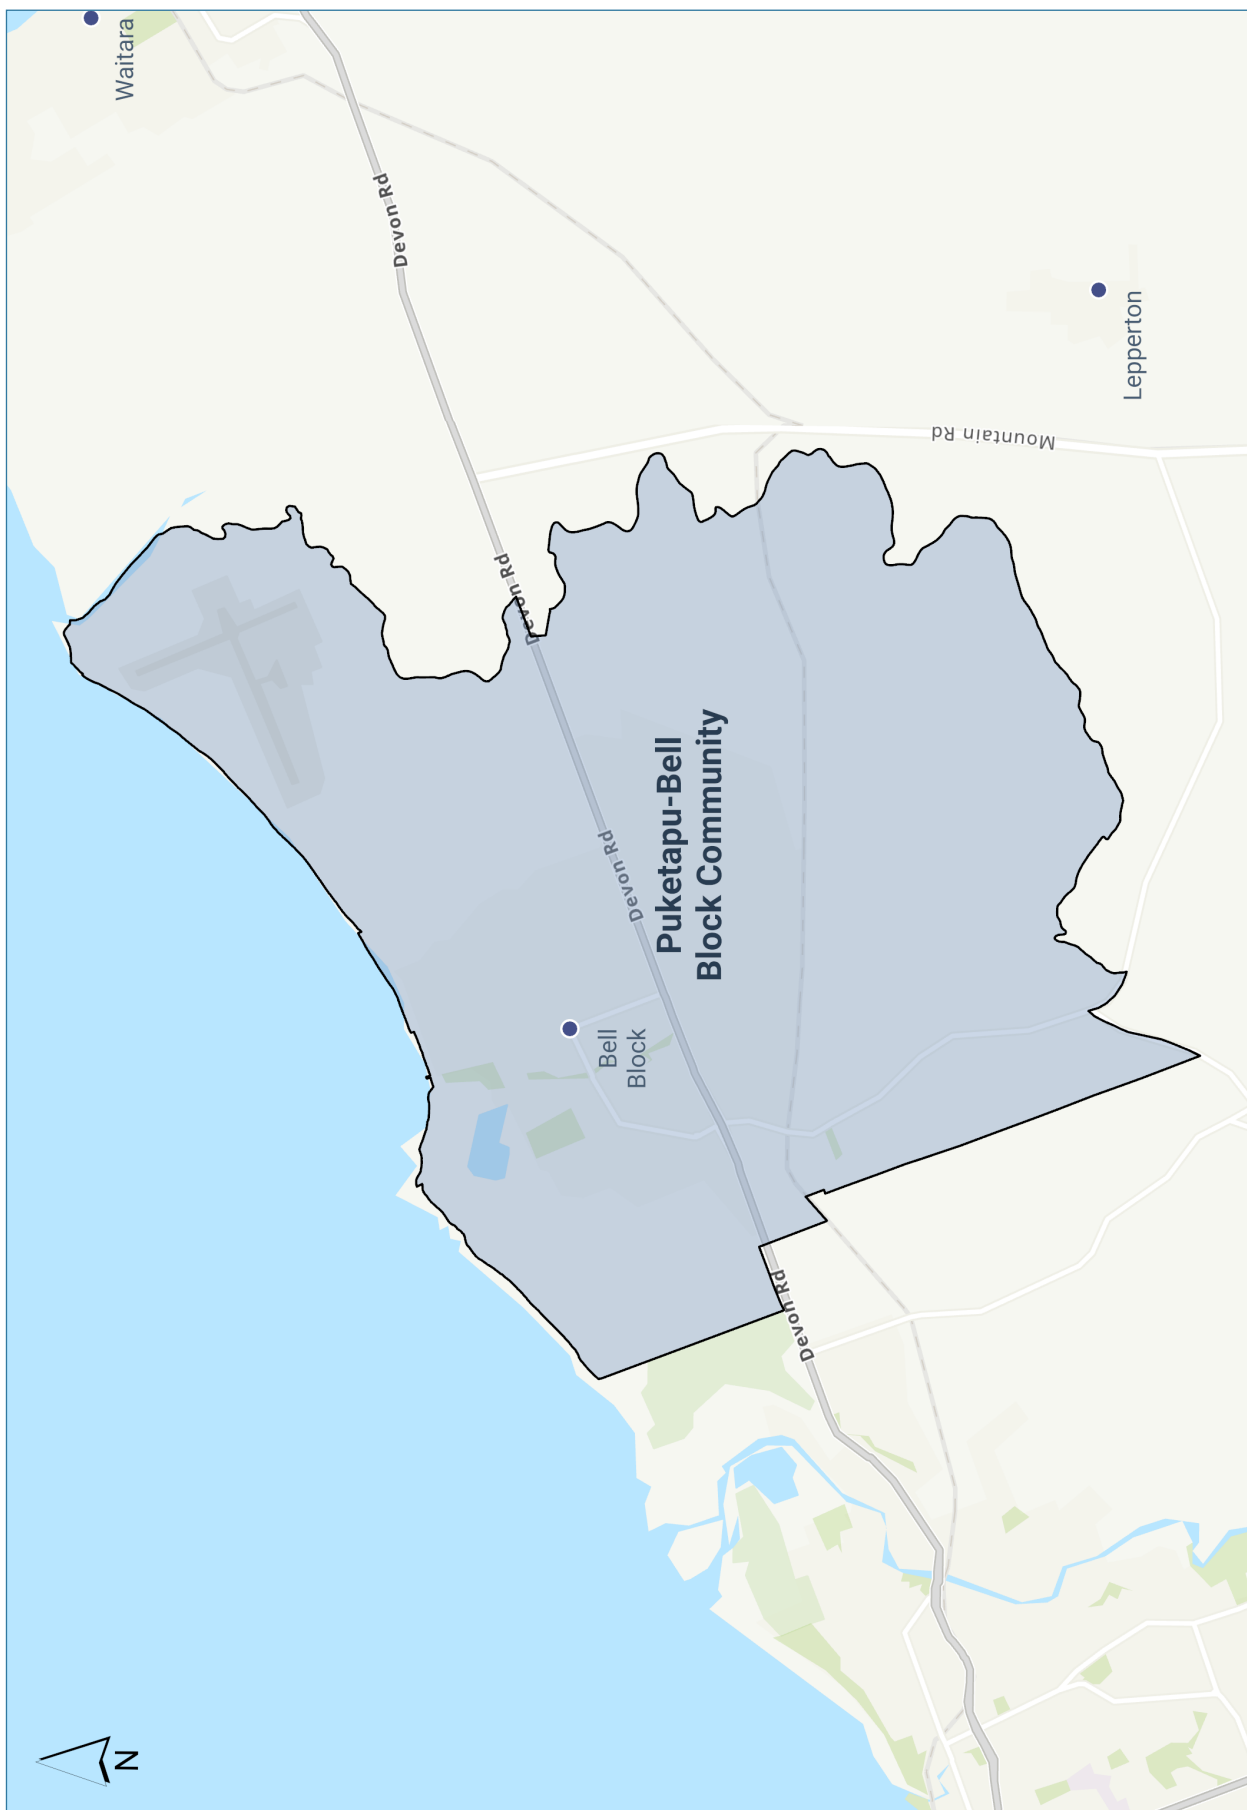 Waitara
Devon Rd
Lepperton
Mountain Rd
Devon Rd
Devon Rd
Puketapu-Bell
Block Community
Bell
Block
Devon Rd
N